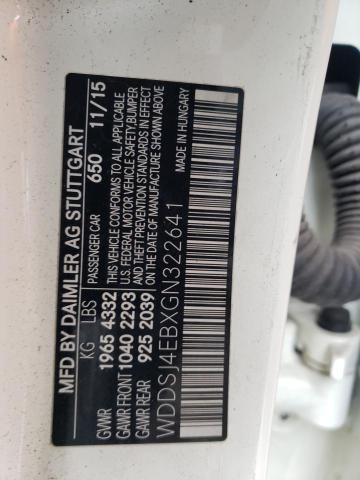 MFD BY DAIMLER AG STUTTGART
KG LBS PASSENGER CAR 650 11/15
GVWR 1965 4332 THIS VEHICLE CONFORMS TO ALL APPLICABLE
GAWR FRONT 1040 2293 U.S. FEDERAL MOTOR VEHICLE SAFETY, BUMPER
GAWR REAR 925 2039 AND THEFT PREVENTION STANDARDS IN EFFECT
ON THE DATE OF MANUFACTURE SHOWN ABOVE
WDDSJ4EBXGN322641 MADE IN HUNGARY